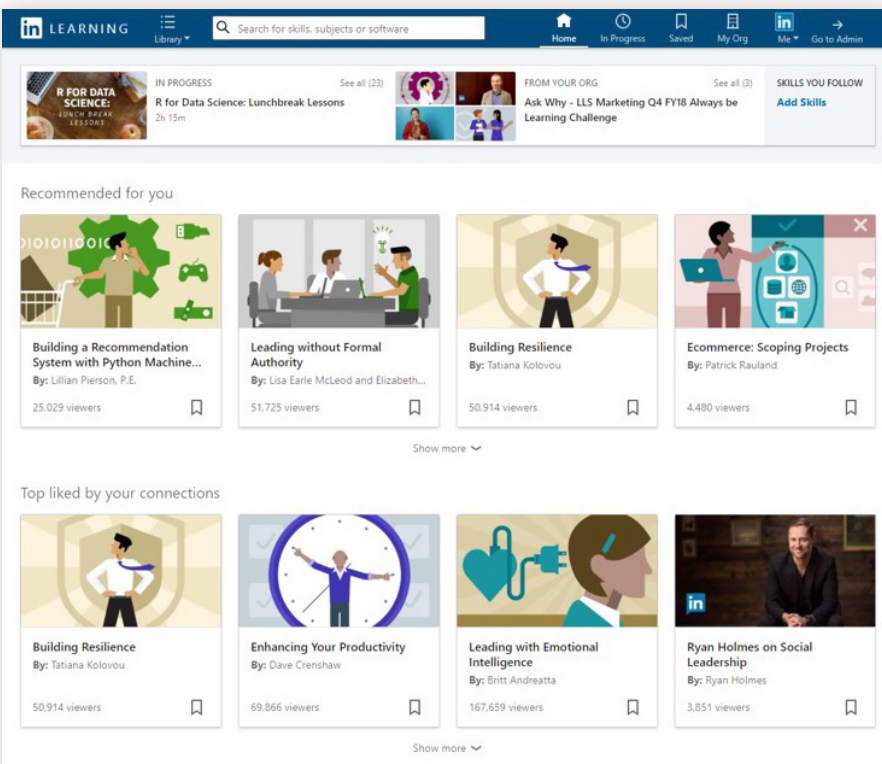 in LEARNING
Library
Search for skills, subjects or software
Home
In Progress
Saved
My Org
in
Me
Go to Admin
R FOR DATA
SCIENCE:
LUNCH BREAK
LESSONS
IN PROGRESS
See all (23)
R for Data Science: Lunchbreak Lessons
2h 15m
FROM YOUR ORG
See all (3)
Ask Why - LLS Marketing Q4 FY18 Always be
Learning Challenge
SKILLS YOU FOLLOW
Add Skills
Recommended for you
Building a Recommendation
System with Python Machine...
By: Lillian Pierson, P.E.
25,029 viewers
Leading without Formal
Authority
By: Lisa Earle McLeod and Elizabeth...
51,725 viewers
Building Resilience
By: Tatiana Kolovou
50,914 viewers
Ecommerce: Scoping Projects
By: Patrick Rauland
4,480 viewers
Show more
Top liked by your connections
Building Resilience
By: Tatiana Kolovou
50,914 viewers
Enhancing Your Productivity
By: Dave Crenshaw
69,866 viewers
Leading with Emotional
Intelligence
By: Britt Andreatta
167,659 viewers
in
Ryan Holmes on Social
Leadership
By: Ryan Holmes
3,851 viewers
Show more